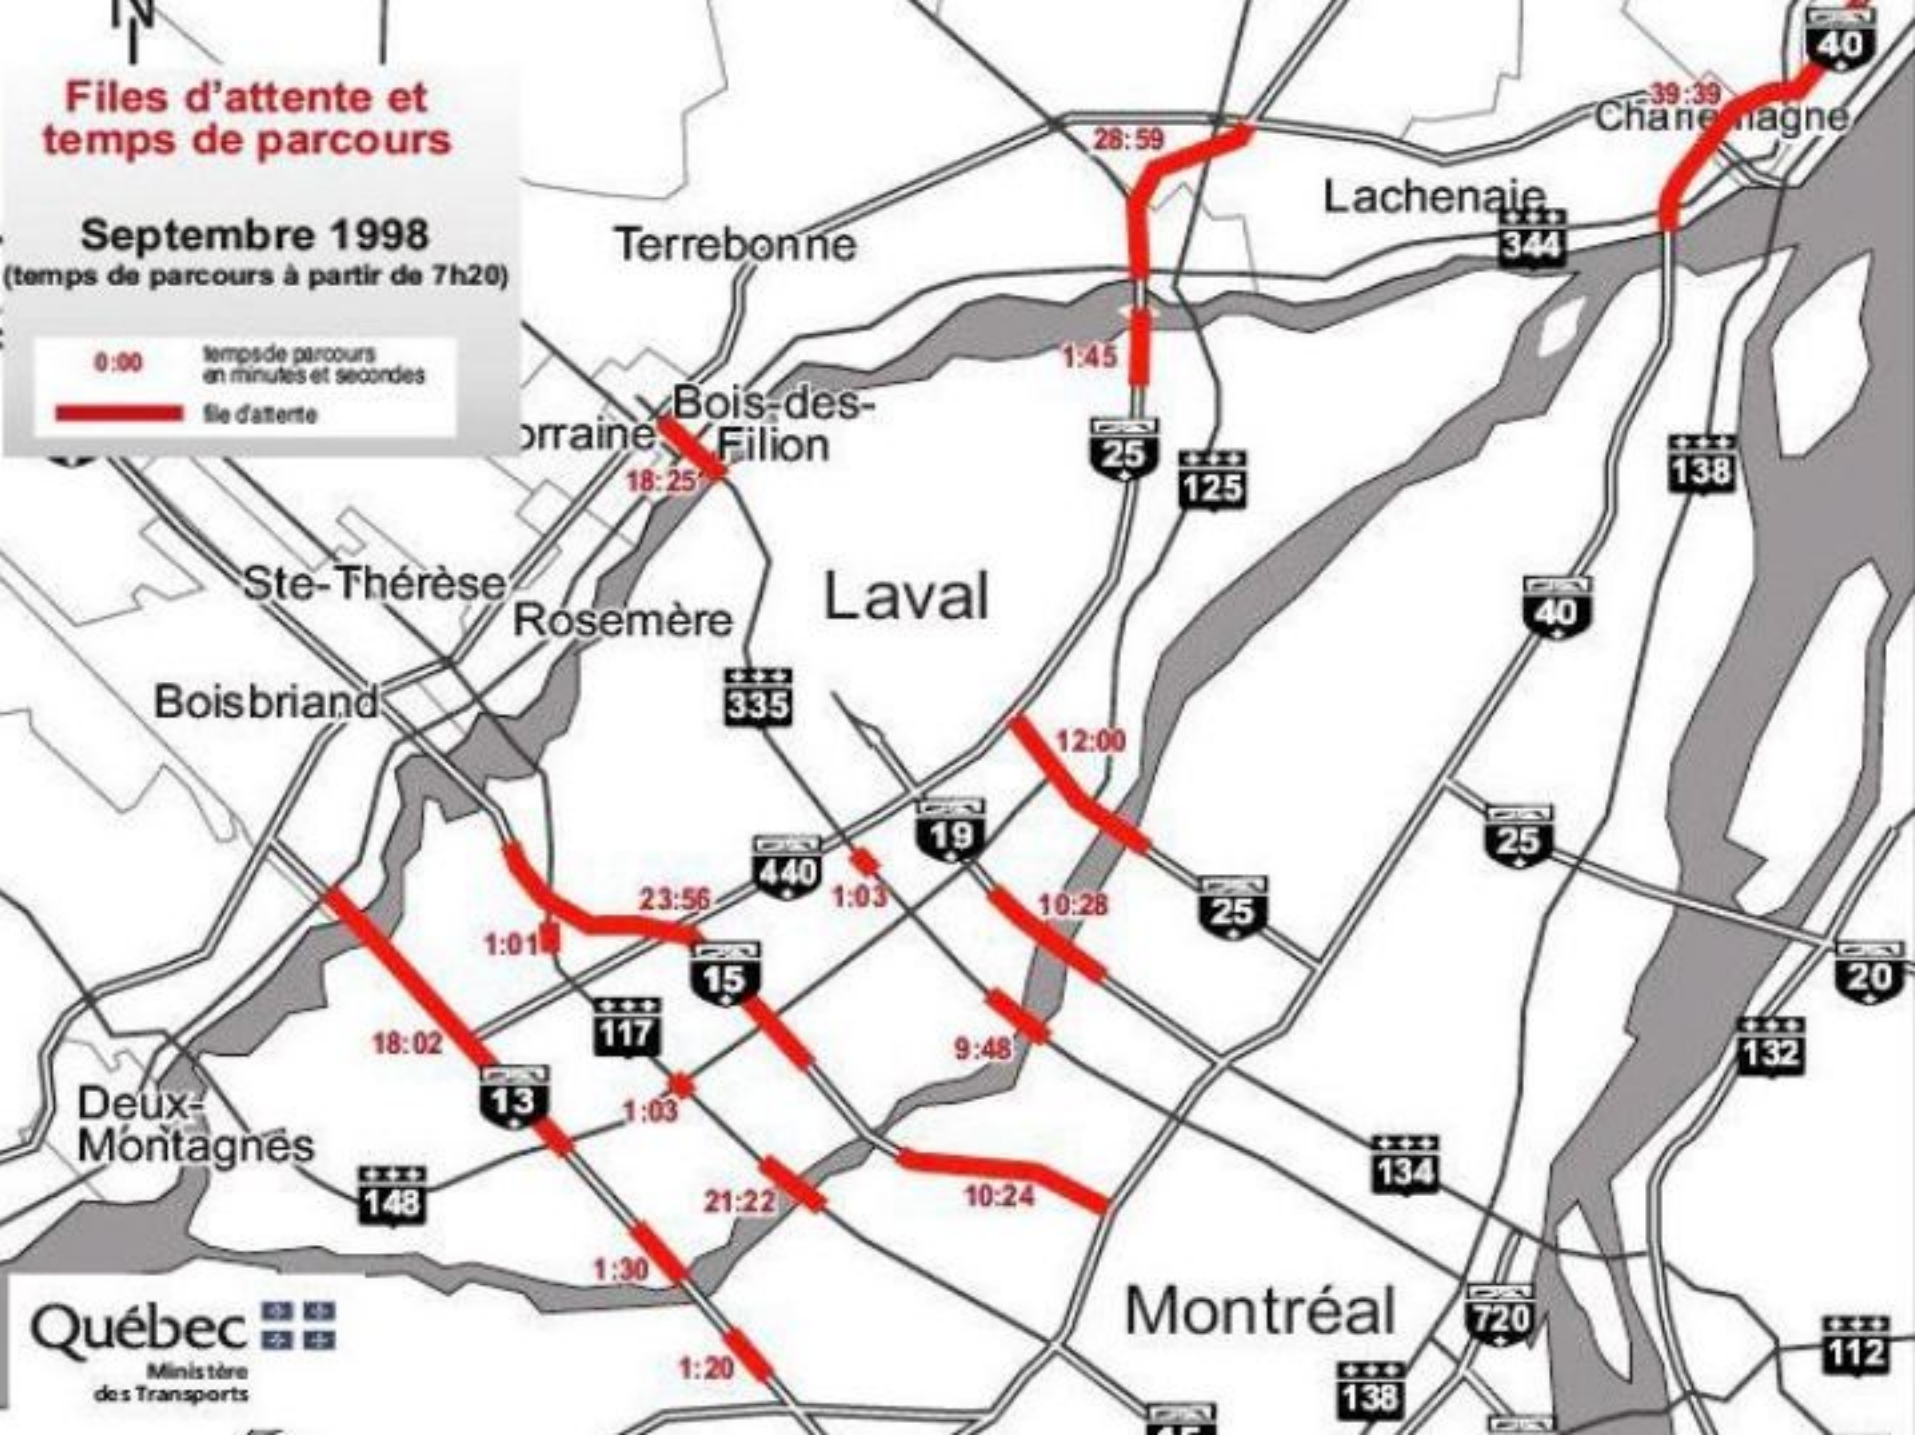 N
Files d'attente et
temps de parcours
Septembre 1998
(temps de parcours à partir de 7h20)
0:00
temps de parcours
en minutes et secondes
file d'attente
40
39:39
Charlemagne
28:59
Lachenaie
344
Terrebonne
1:45
Bois-des-
Filion
orraine
18:25
25
125
138
Ste-Thérèse
Rosemère
Laval
40
Boisbriand
335
12:00
19
25
440
23:56
1:03
10:28
25
1:01
15
20
117
18:02
9:48
132
13
1:03
Deux-
Montagnes
148
21:22
10:24
134
1:30
Montréal
720
1:20
138
112
15
Québec
Ministère
des Transports